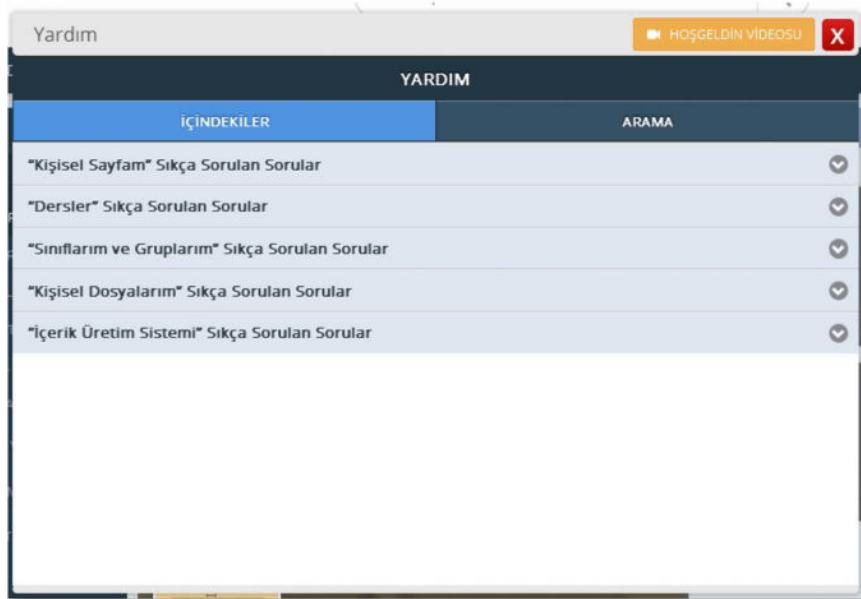 Yardım
HOŞGELDİN VİDEOSU
X
YARDIM
İÇİNDEKİLER
ARAMA
"Kişisel Sayfam" Sıkça Sorulan Sorular
"Dersler" Sıkça Sorulan Sorular
"Sınıflarım ve Gruplarım" Sıkça Sorulan Sorular
"Kişisel Dosyalarım" Sıkça Sorulan Sorular
"İçerik Üretim Sistemi" Sıkça Sorulan Sorular